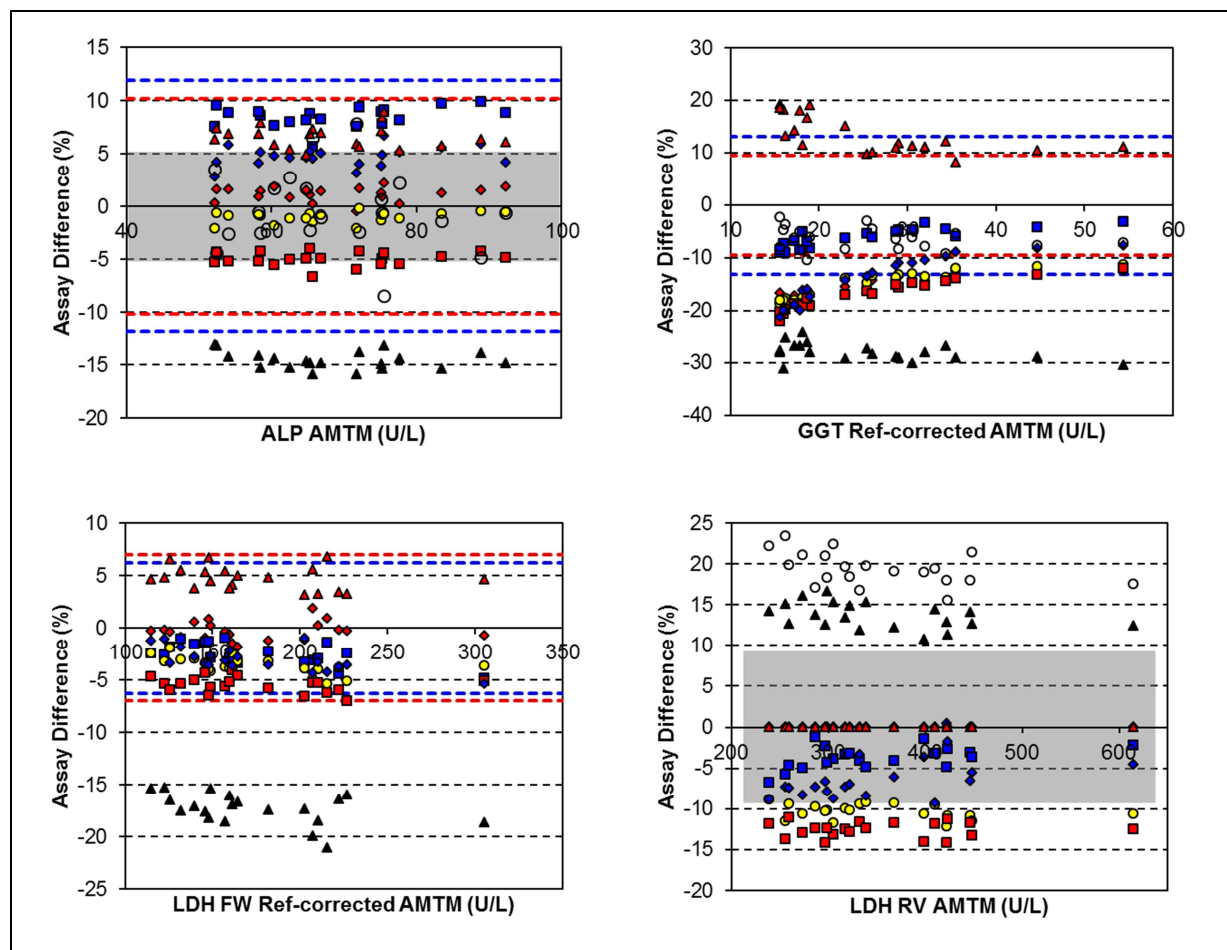 15
10
5
0
-5
-10
-15
-20
40 60 80 100
Assay Difference (%)
ALP AMTM (U/L)
30
20
10
0
-10
-20
-30
-40
10 20 30 40 50 60
Assay Difference (%)
GGT Ref-corrected AMTM (U/L)
10
5
0
-5
-10
-15
-20
-25
100 150 200 250 300 350
Assay Difference (%)
LDH FW Ref-corrected AMTM (U/L)
25
20
15
10
5
0
-5
-10
-15
-20
200 300 400 500 600
Assay Difference (%)
LDH RV AMTM (U/L)